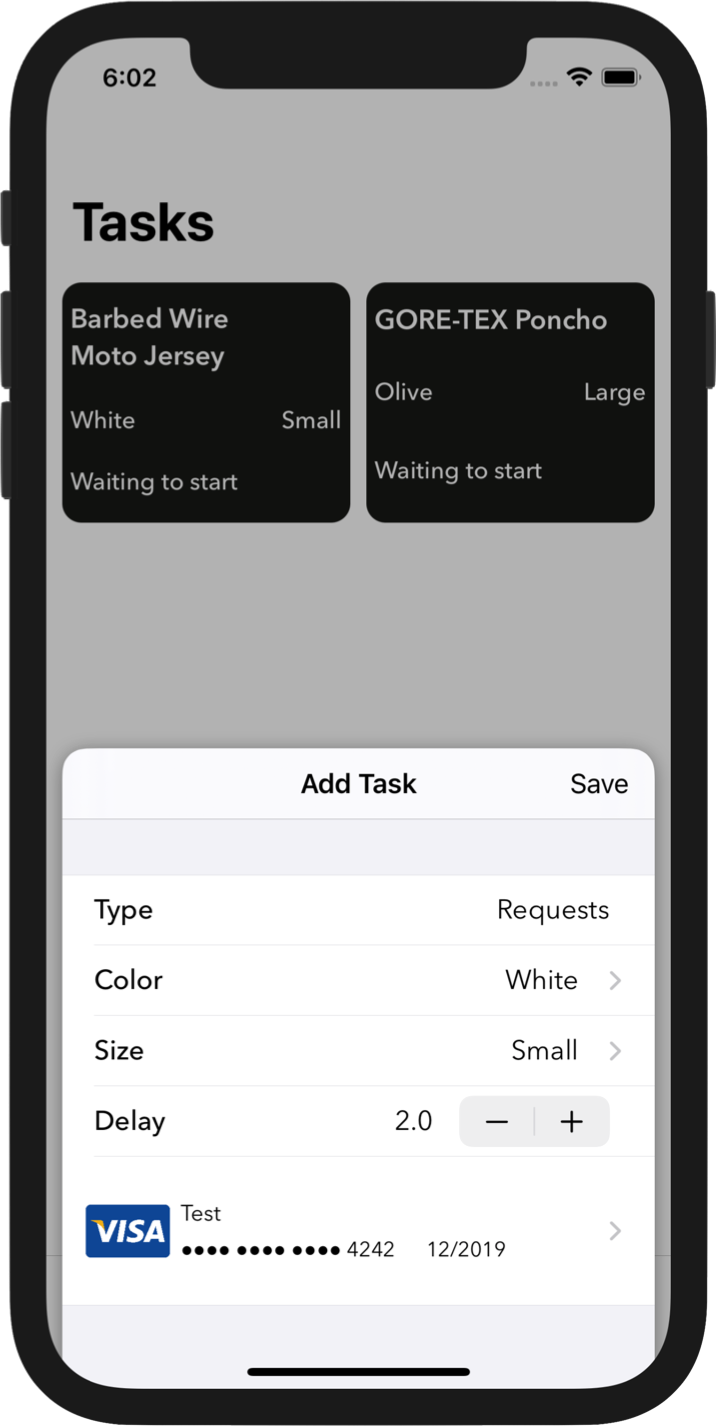 6:02
Tasks
Barbed Wire
Moto Jersey
White Small
Waiting to start
GORE-TEX Poncho
Olive Large
Waiting to start
Add Task Save
Type Requests
Color White
Size Small
Delay 2.0 − +
VISA
Test
•••• •••• •••• 4242 12/2019